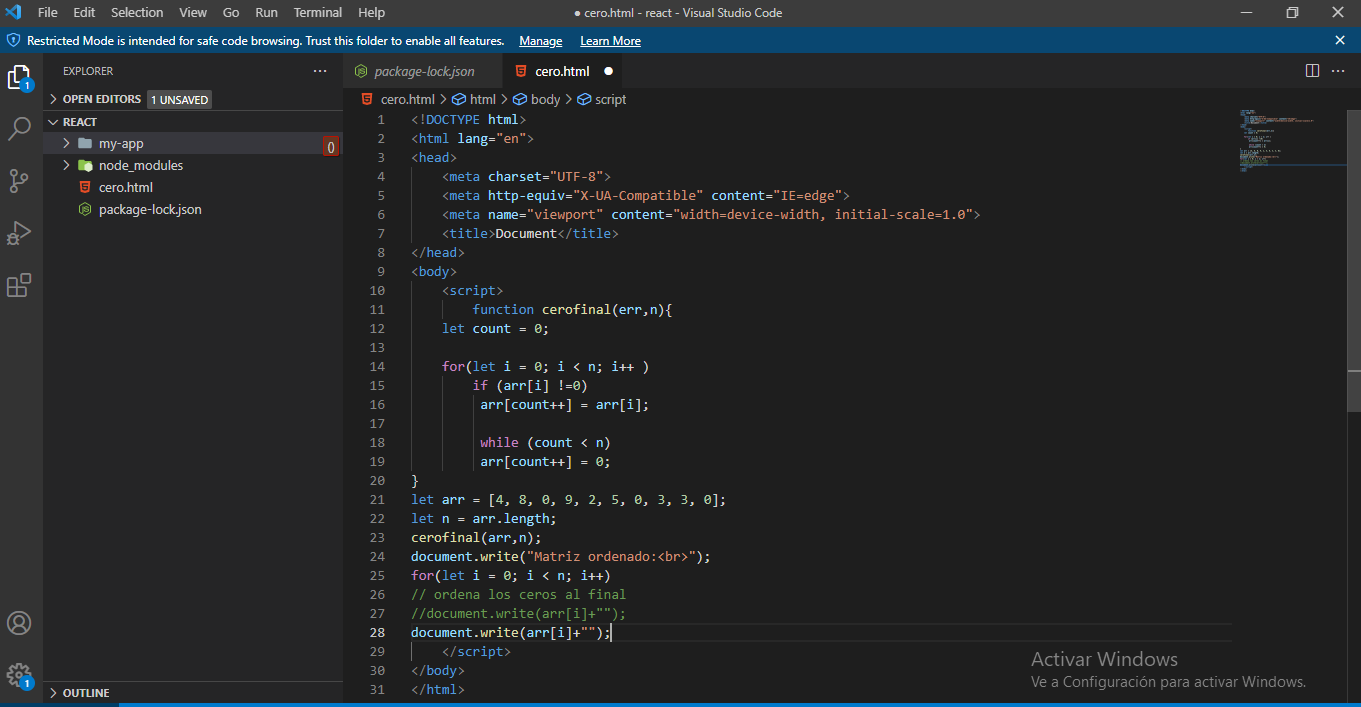 File Edit Selection View Go Run Terminal Help ● cero.html - react - Visual Studio Code
Restricted Mode is intended for safe code browsing. Trust this folder to enable all features. Manage Learn More
EXPLORER
OPEN EDITORS 1 UNSAVED
REACT
my-app
node_modules
cero.html
package-lock.json
OUTLINE
package-lock.json cero.html ●
cero.html > html > body > script
1 <!DOCTYPE html>
2 <html lang="en">
3 <head>
4 <meta charset="UTF-8">
5 <meta http-equiv="X-UA-Compatible" content="IE=edge">
6 <meta name="viewport" content="width=device-width, initial-scale=1.0">
7 <title>Document</title>
8 </head>
9 <body>
10 <script>
11 function cerofinal(err,n){
12 let count = 0;
13
14 for(let i = 0; i < n; i++ )
15 if (arr[i] !=0)
16 arr[count++] = arr[i];
17
18 while (count < n)
19 arr[count++] = 0;
20 }
21 let arr = [4, 8, 0, 9, 2, 5, 0, 3, 3, 0];
22 let n = arr.length;
23 cerofinal(arr,n);
24 document.write("Matriz ordenado:<br>");
25 for(let i = 0; i < n; i++)
26 // ordena los ceros al final
27 //document.write(arr[i]+"");
28 document.write(arr[i]+"");
29 </script>
30 </body>
31 </html>
Activar Windows
Ve a Configuración para activar Windows.
1
1
()